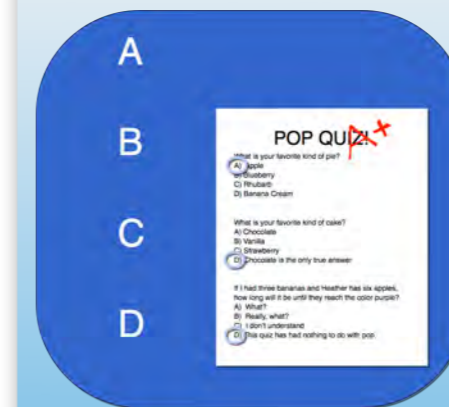 A
B
C
D
POP QUIZ!
A+
What is your favorite kind of pie?
A) Apple
B) Blueberry
C) Rhubarb
D) Banana Cream
What is your favorite kind of cake?
A) Chocolate
B) Vanilla
C) Strawberry
D) Chocolate is the only true answer
If I had three bananas and Heather has six apples,
how long will it be until they reach the color purple?
A) What?
B) Really, what?
C) I don't understand
D) This quiz has had nothing to do with pop